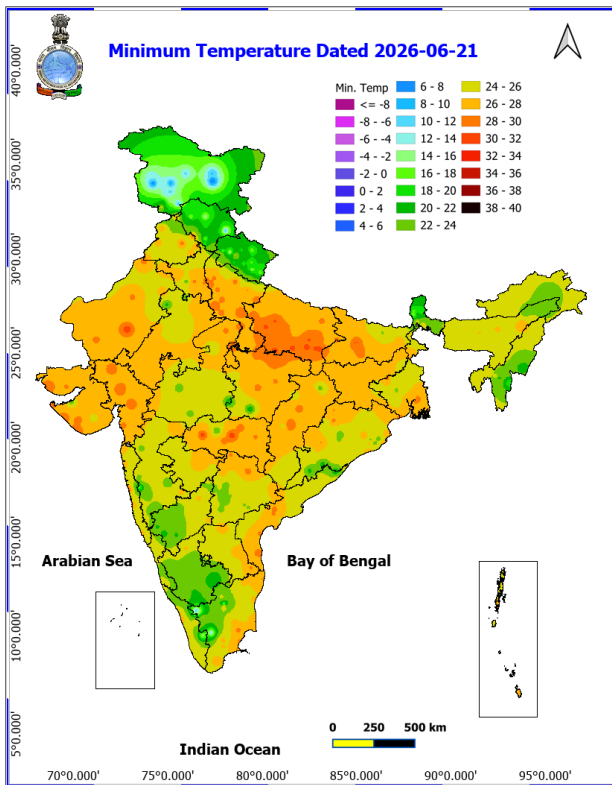 Minimum Temperature Dated 2026-06-21
Min. Temp
<= -8
-8 - -6
-6 - -4
-4 - -2
-2 - 0
0 - 2
2 - 4
4 - 6
6 - 8
8 - 10
10 - 12
12 - 14
14 - 16
16 - 18
18 - 20
20 - 22
22 - 24
24 - 26
26 - 28
28 - 30
30 - 32
32 - 34
34 - 36
36 - 38
38 - 40
40°0.000'
35°0.000'
30°0.000'
25°0.000'
20°0.000'
15°0.000'
10°0.000'
5°0.000'
Arabian Sea
Bay of Bengal
Indian Ocean
0 250 500 km
70°0.000' 75°0.000' 80°0.000' 85°0.000' 90°0.000' 95°0.000'